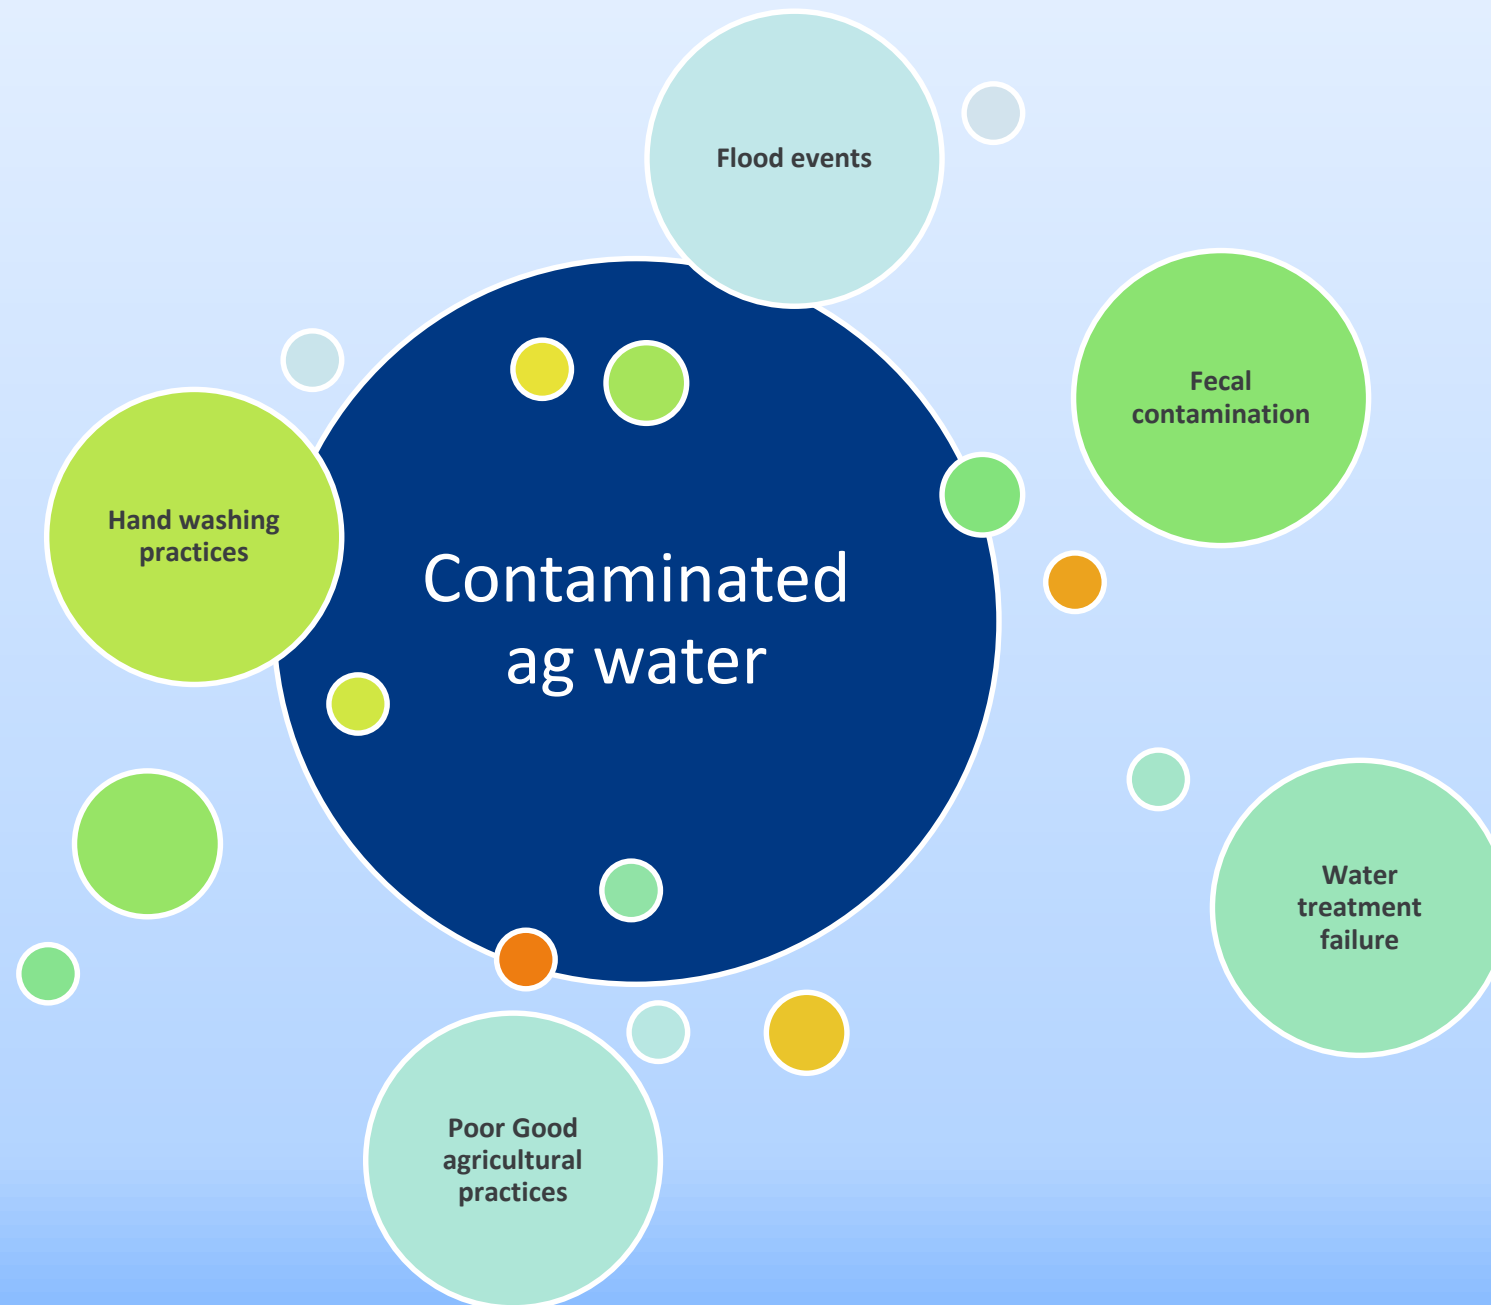 Flood events
Fecal
contamination
Hand washing
practices
Contaminated
ag water
Water
treatment
failure
Poor Good
agricultural
practices